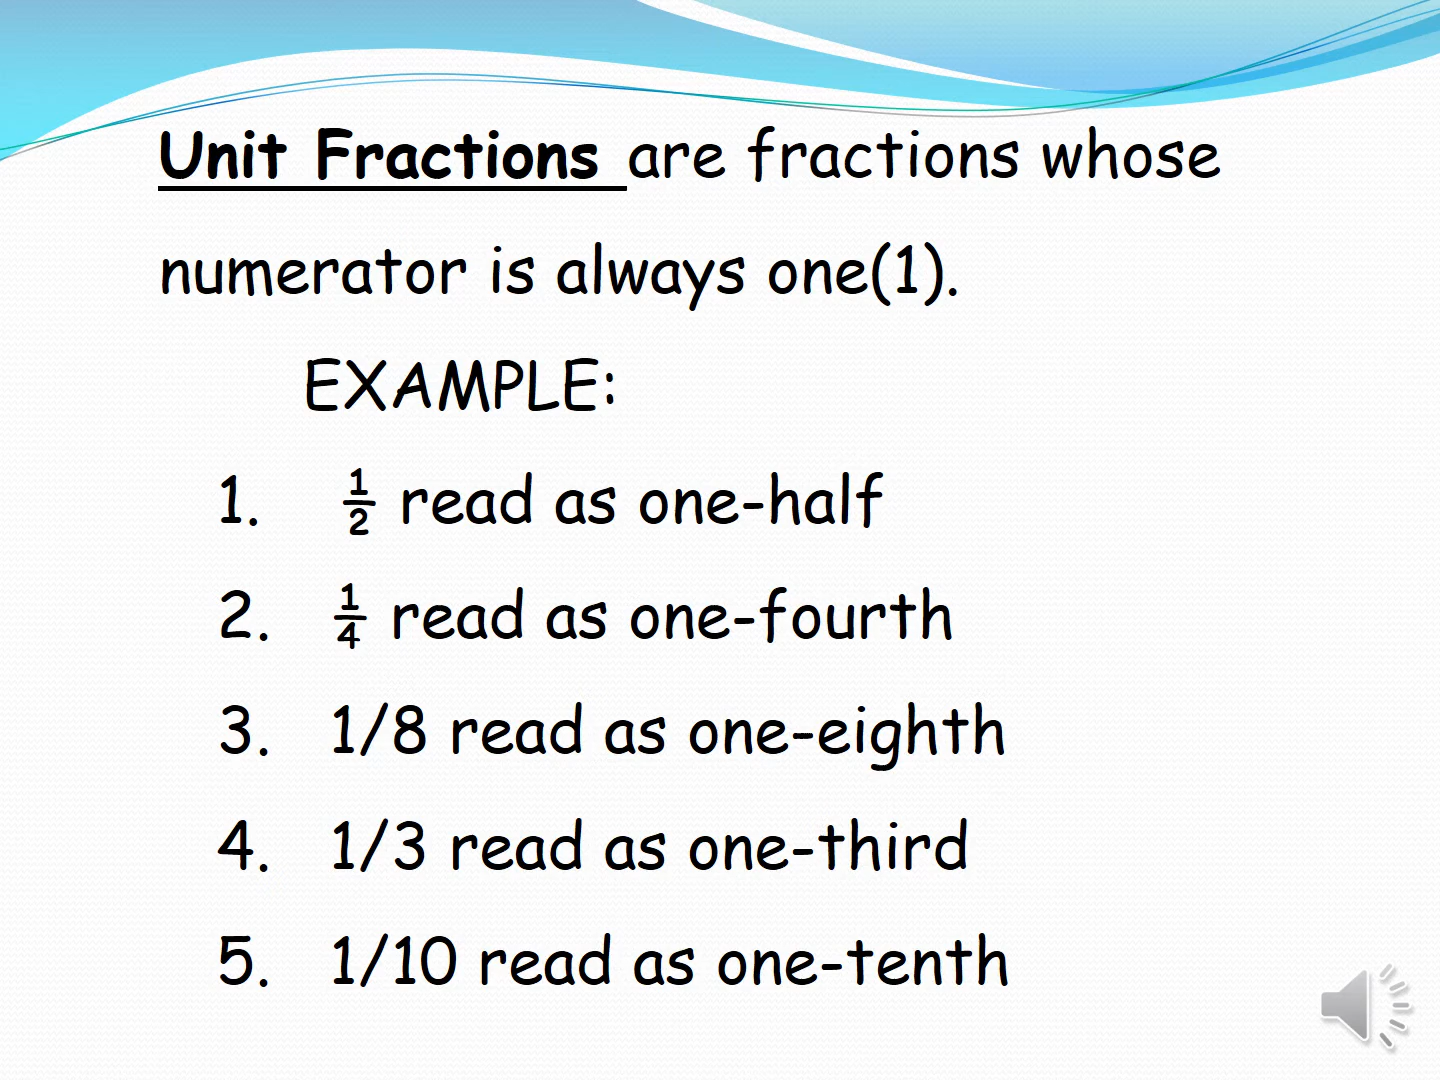 Unit Fractions are fractions whose
numerator is always one(1).
EXAMPLE:
1. ½ read as one-half
2. ¼ read as one-fourth
3. 1/8 read as one-eighth
4. 1/3 read as one-third
5. 1/10 read as one-tenth